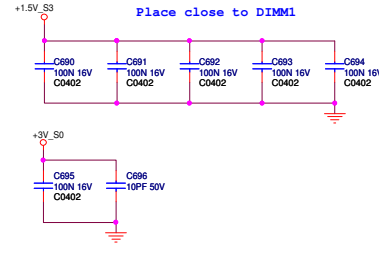 +1.5V_S3
Place close to DIMM1
C690
100N 16V
C0402
C691
100N 16V
C0402
C692
100N 16V
C0402
C693
100N 16V
C0402
C694
100N 16V
C0402
+3V_S0
C695
100N 16V
C0402
C696
10PF 50V